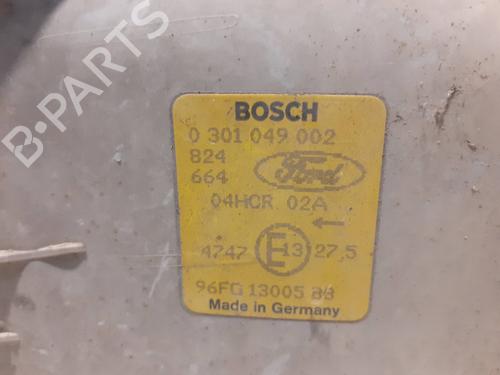 BOSCH
0 301 049 002
824
664
Ford
04HCR 02A
4747 E 13 27,5
96FG 13005 BB
Made in Germany
B-PARTS